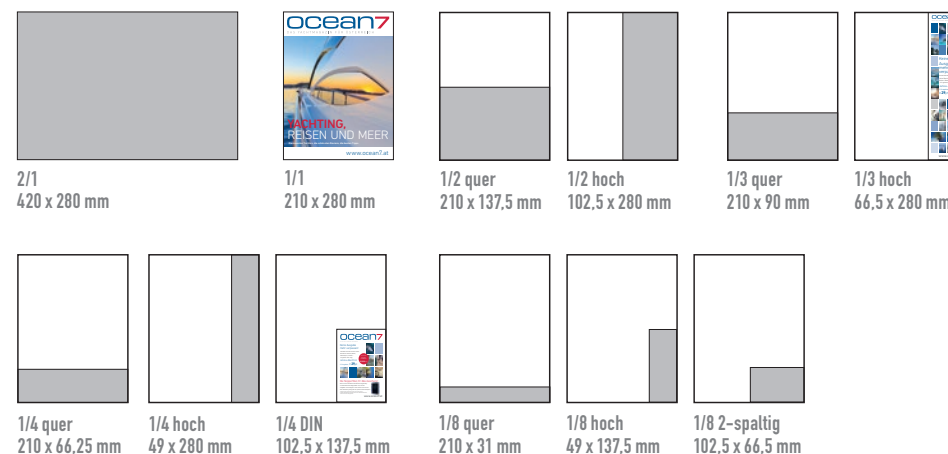 ocean7
YACHTING,
REISEN UND MEER
www.ocean7.at
2/1
420 x 280 mm
1/1
210 x 280 mm
1/2 quer
210 x 137,5 mm
1/2 hoch
102,5 x 280 mm
1/3 quer
210 x 90 mm
1/3 hoch
66,5 x 280 mm
ocean7
1/4 quer
210 x 66,25 mm
1/4 hoch
49 x 280 mm
1/4 DIN
102,5 x 137,5 mm
1/8 quer
210 x 31 mm
1/8 hoch
49 x 137,5 mm
1/8 2-spaltig
102,5 x 66,5 mm